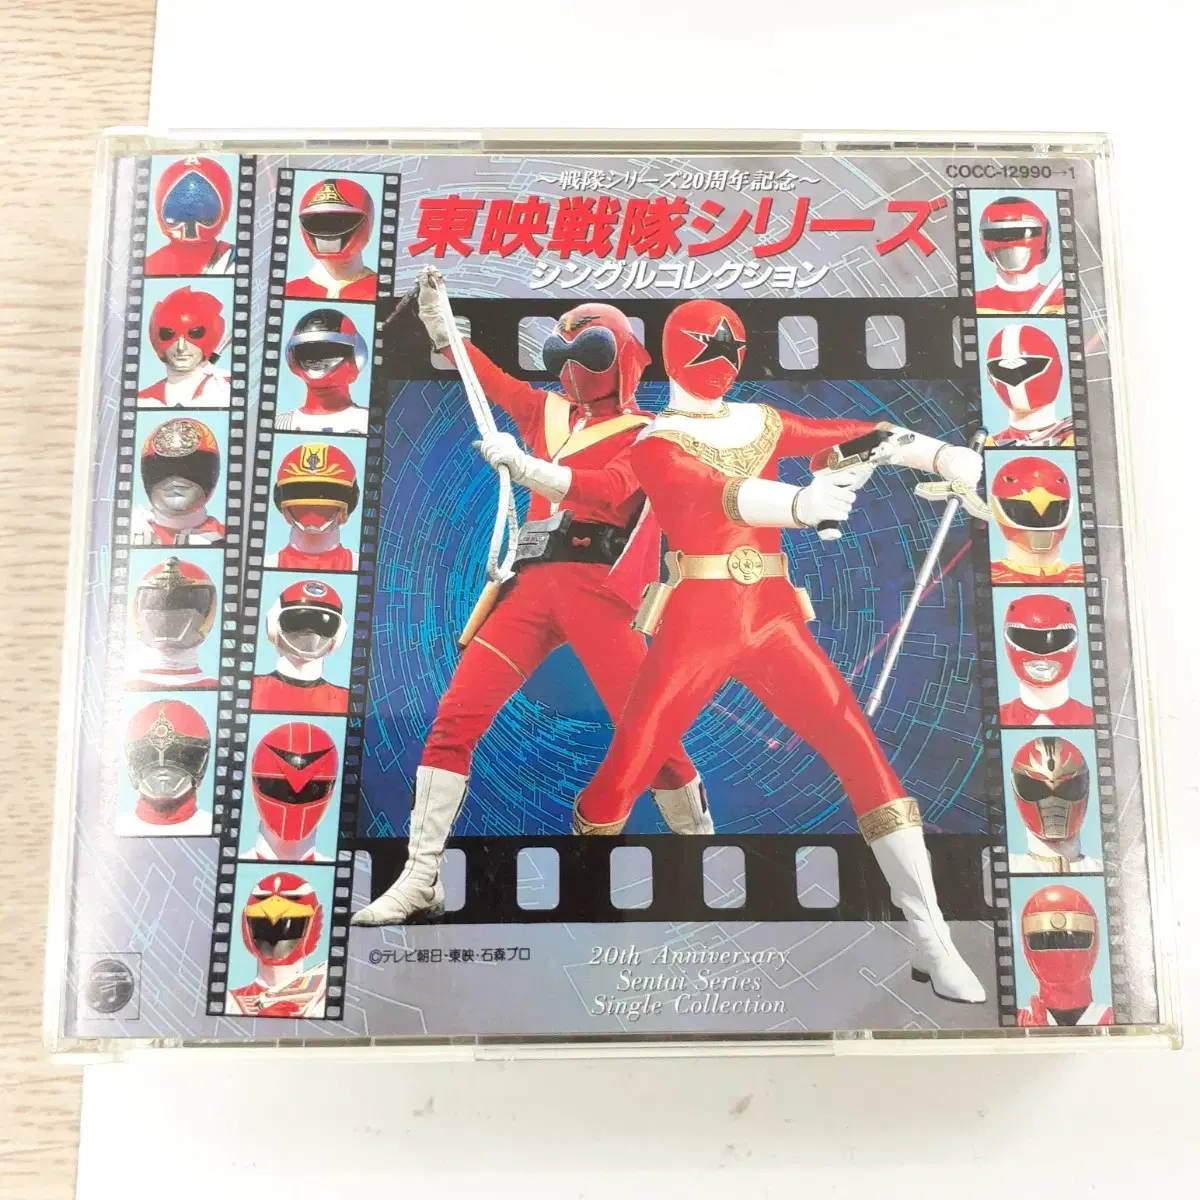 COCC-12990→1
～戦隊シリーズ20周年記念～
東映戦隊シリーズ
シングルコレクション
©テレビ朝日・東映・石森プロ
20th Anniversary
Sentai Series
Single Collection